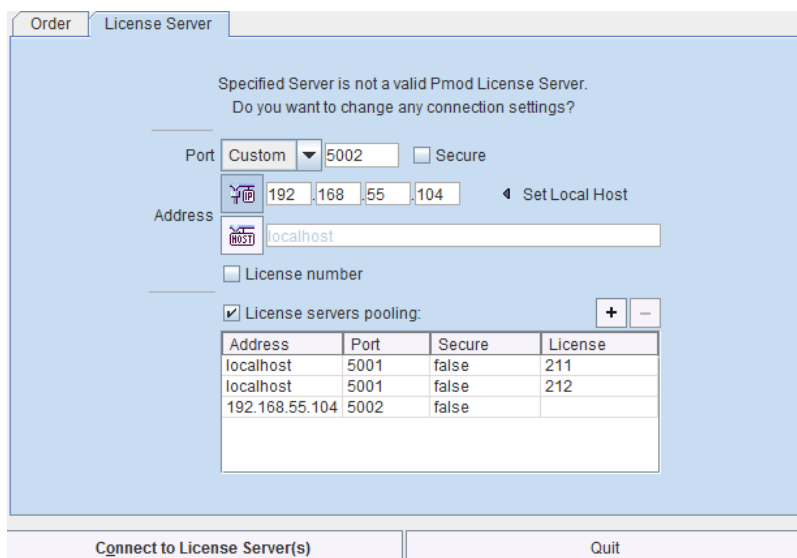 Order License Server
Specified Server is not a valid Pmod License Server.
Do you want to change any connection settings?
Port Custom 5002 Secure
IP 192 .168 .55 .104 Set Local Host
Address
HOST localhost
License number
License servers pooling: + −
Address Port Secure License
localhost 5001 false 211
localhost 5001 false 212
192.168.55.104 5002 false
Connect to License Server(s) Quit